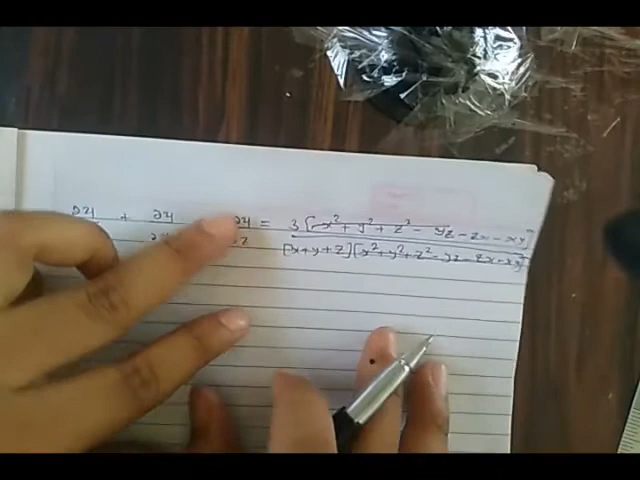 ∂u + ∂u ∂u = 3 [x² + y² + z² - yz - zx - xy]
[x + y + z] [x² + y² + z² - yz - zx - xy]